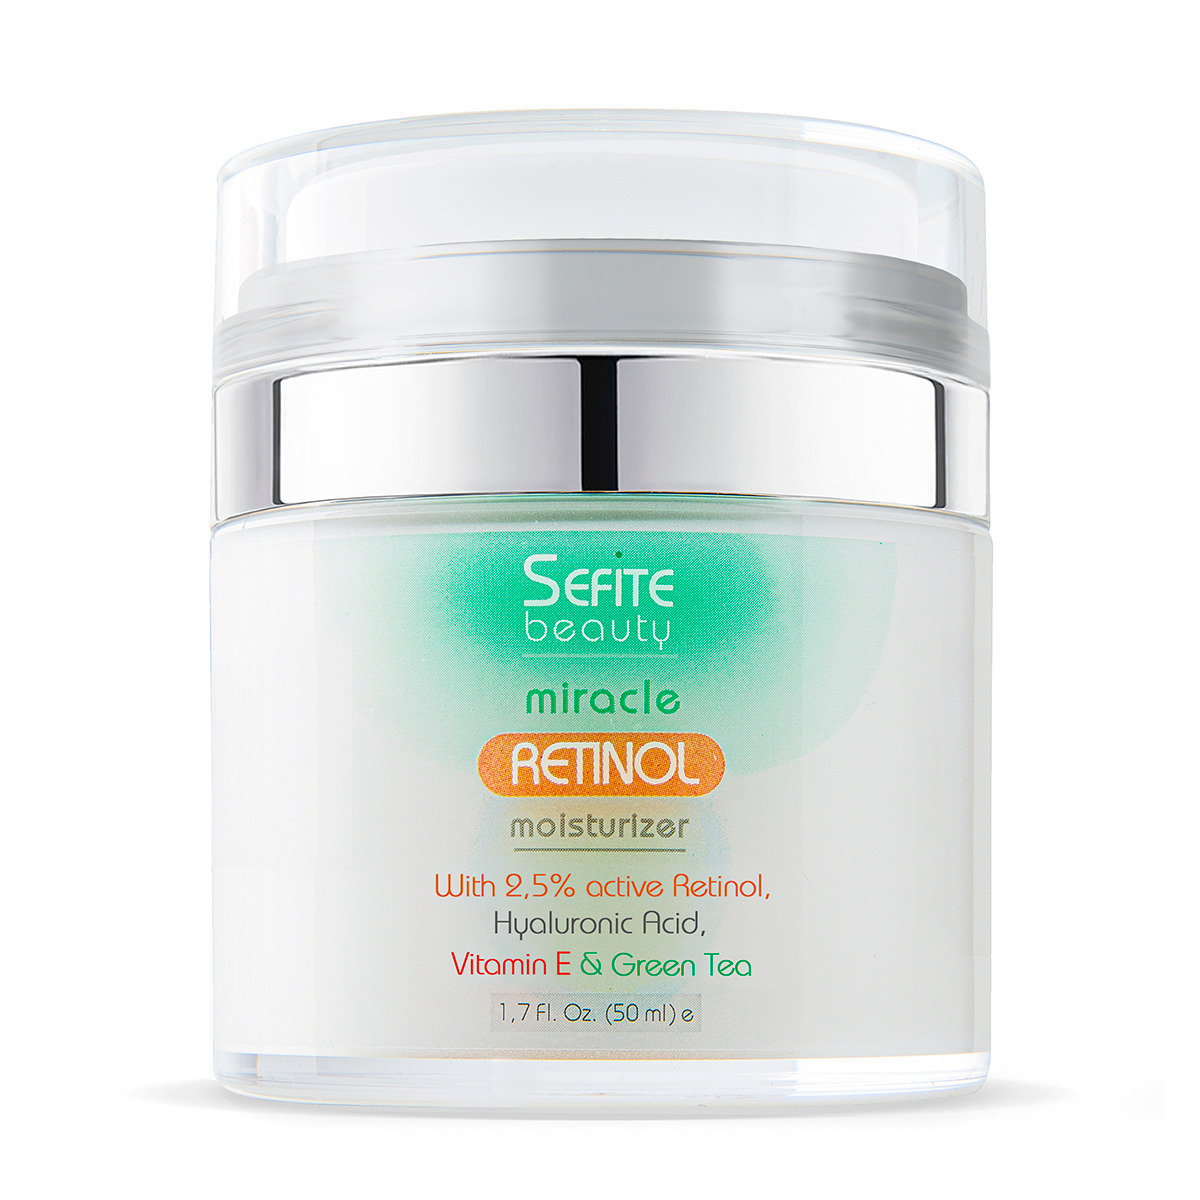 SEFITE
beauty
miracle
RETINOL
moisturizer
With 2,5% active Retinol,
Hyaluronic Acid,
Vitamin E & Green Tea
1,7 Fl. Oz. (50 ml) e